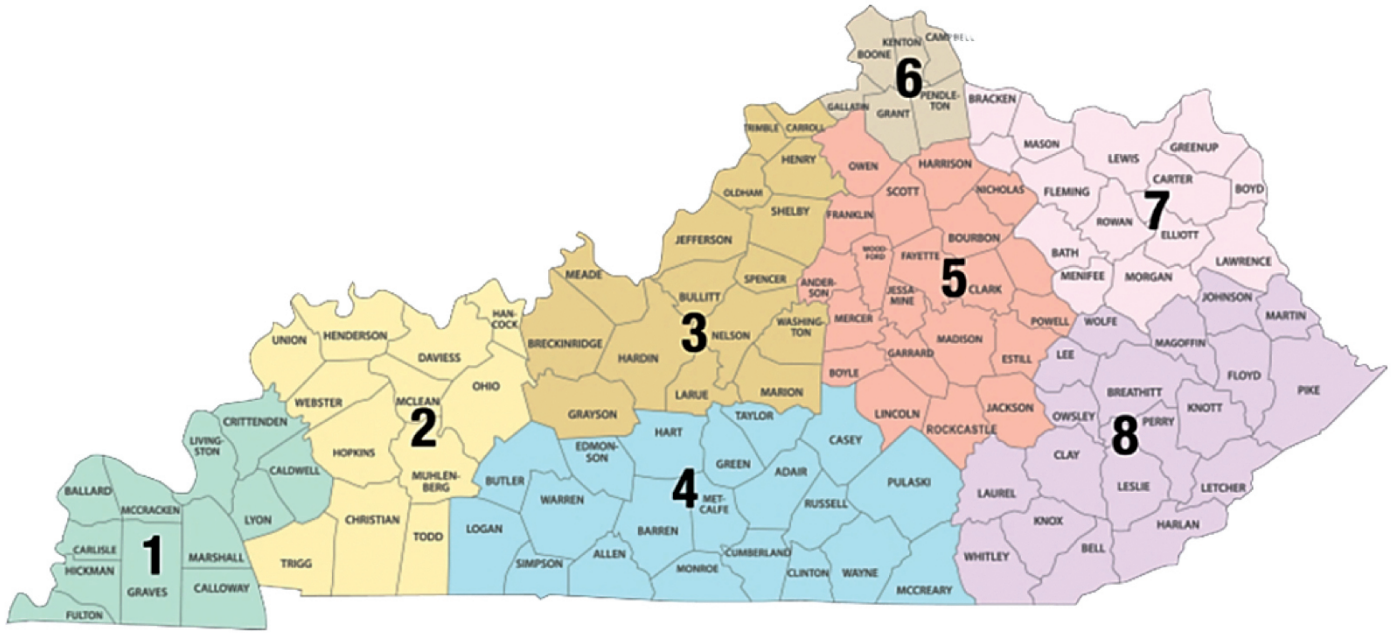 KENTON
CAMPBELL
BOONE
6
PENDLE-
TON
GALLATIN
GRANT
BRACKEN
TRIMBLE
CARROLL
MASON
LEWIS
GREENUP
HENRY
OWEN
HARRISON
CARTER
OLDHAM
SCOTT
NICHOLAS
FLEMING
BOYD
7
SHELBY
FRANKLIN
ROWAN
ELLIOTT
JEFFERSON
WOOD-
FORD
FAYETTE
BOURBON
BATH
LAWRENCE
MEADE
SPENCER
ANDER-
SON
5
CLARK
MENIFEE
MORGAN
BULLITT
JESSA
MINE
JOHNSON
HAN-
COCK
3
NELSON
WASHING-
TON
MERCER
POWELL
WOLFE
MARTIN
UNION
HENDERSON
BRECKINRIDGE
MADISON
MAGOFFIN
DAVIESS
HARDIN
GARRARD
ESTILL
LEE
OHIO
BOYLE
FLOYD
WEBSTER
MCLEAN
LARUE
MARION
BREATHITT
PIKE
2
GRAYSON
TAYLOR
LINCOLN
JACKSON
OWSLEY
PERRY
KNOTT
CRITTENDEN
HART
ROCKCASTLE
8
LIVING-
STON
HOPKINS
EDMON-
SON
CASEY
CLAY
CALDWELL
MUHLEN-
BERG
BUTLER
GREEN
ADAIR
PULASKI
BALLARD
WARREN
4
MET-
CALFE
RUSSELL
LAUREL
LESLIE
LETCHER
MCCRACKEN
LYON
CHRISTIAN
TODD
LOGAN
BARREN
KNOX
HARLAN
CARLISLE
1
MARSHALL
TRIGG
SIMPSON
ALLEN
CUMBERLAND
WHITLEY
BELL
HICKMAN
GRAVES
CALLOWAY
MONROE
CLINTON
WAYNE
MCCREARY
FULTON